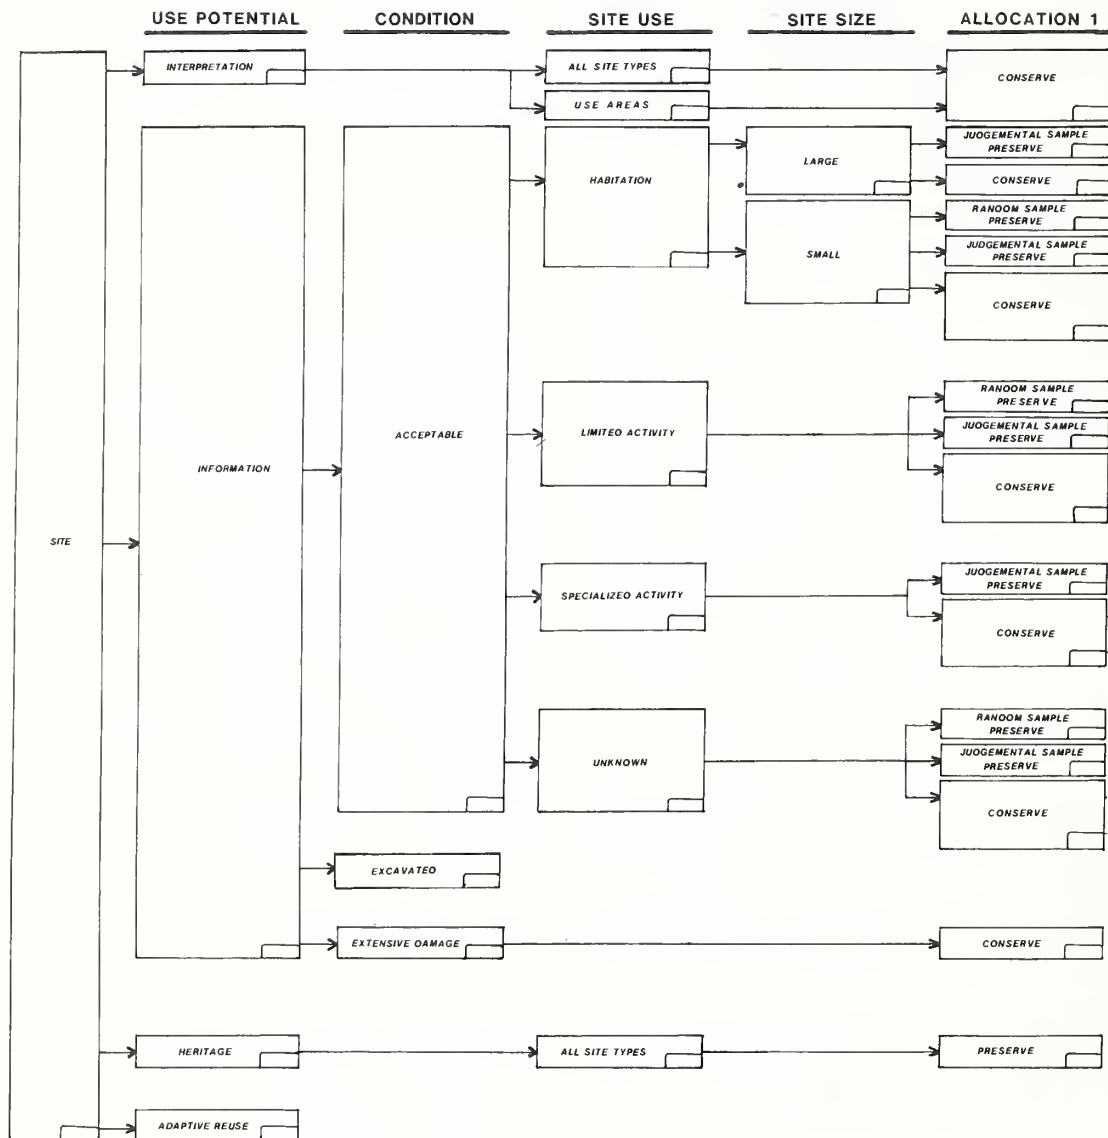 USE POTENTIAL CONDITION SITE USE SITE SIZE ALLOCATION 1
INTERPRETATION
ALL SITE TYPES
CONSERVE
USE AREAS
HABITATION
LARGE
JUOGEMENTAL SAMPLE
PRESERVE
CONSERVE
SMALL
RANOOM SAMPLE
PRESERVE
JUDGEMENTAL SAMPLE
PRESERVE
CONSERVE
SITE
INFORMATION
ACCEPTABLE
LIMITEO ACTIVITY
RANOOM SAMPLE
PRESERVE
JUOGEMENTAL SAMPLE
PRESERVE
CONSERVE
SPECIALIZEO ACTIVITY
JUOGEMENTAL SAMPLE
PRESERVE
CONSERVE
UNKNOWN
RANOOM SAMPLE
PRESERVE
JUOGEMENTAL SAMPLE
PRESERVE
CONSERVE
EXCAVATEO
EXTENSIVE OAMAGE
CONSERVE
HERITAGE
ALL SITE TYPES
PRESERVE
ADAPTIVE REUSE